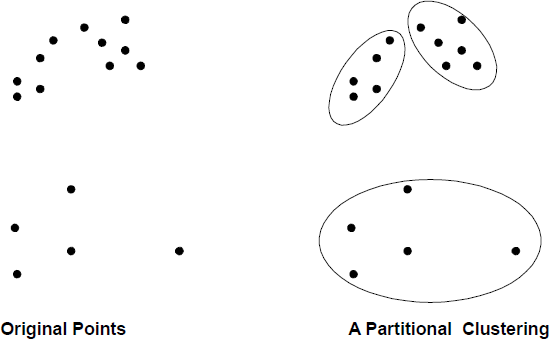 Original Points
A Partitional Clustering